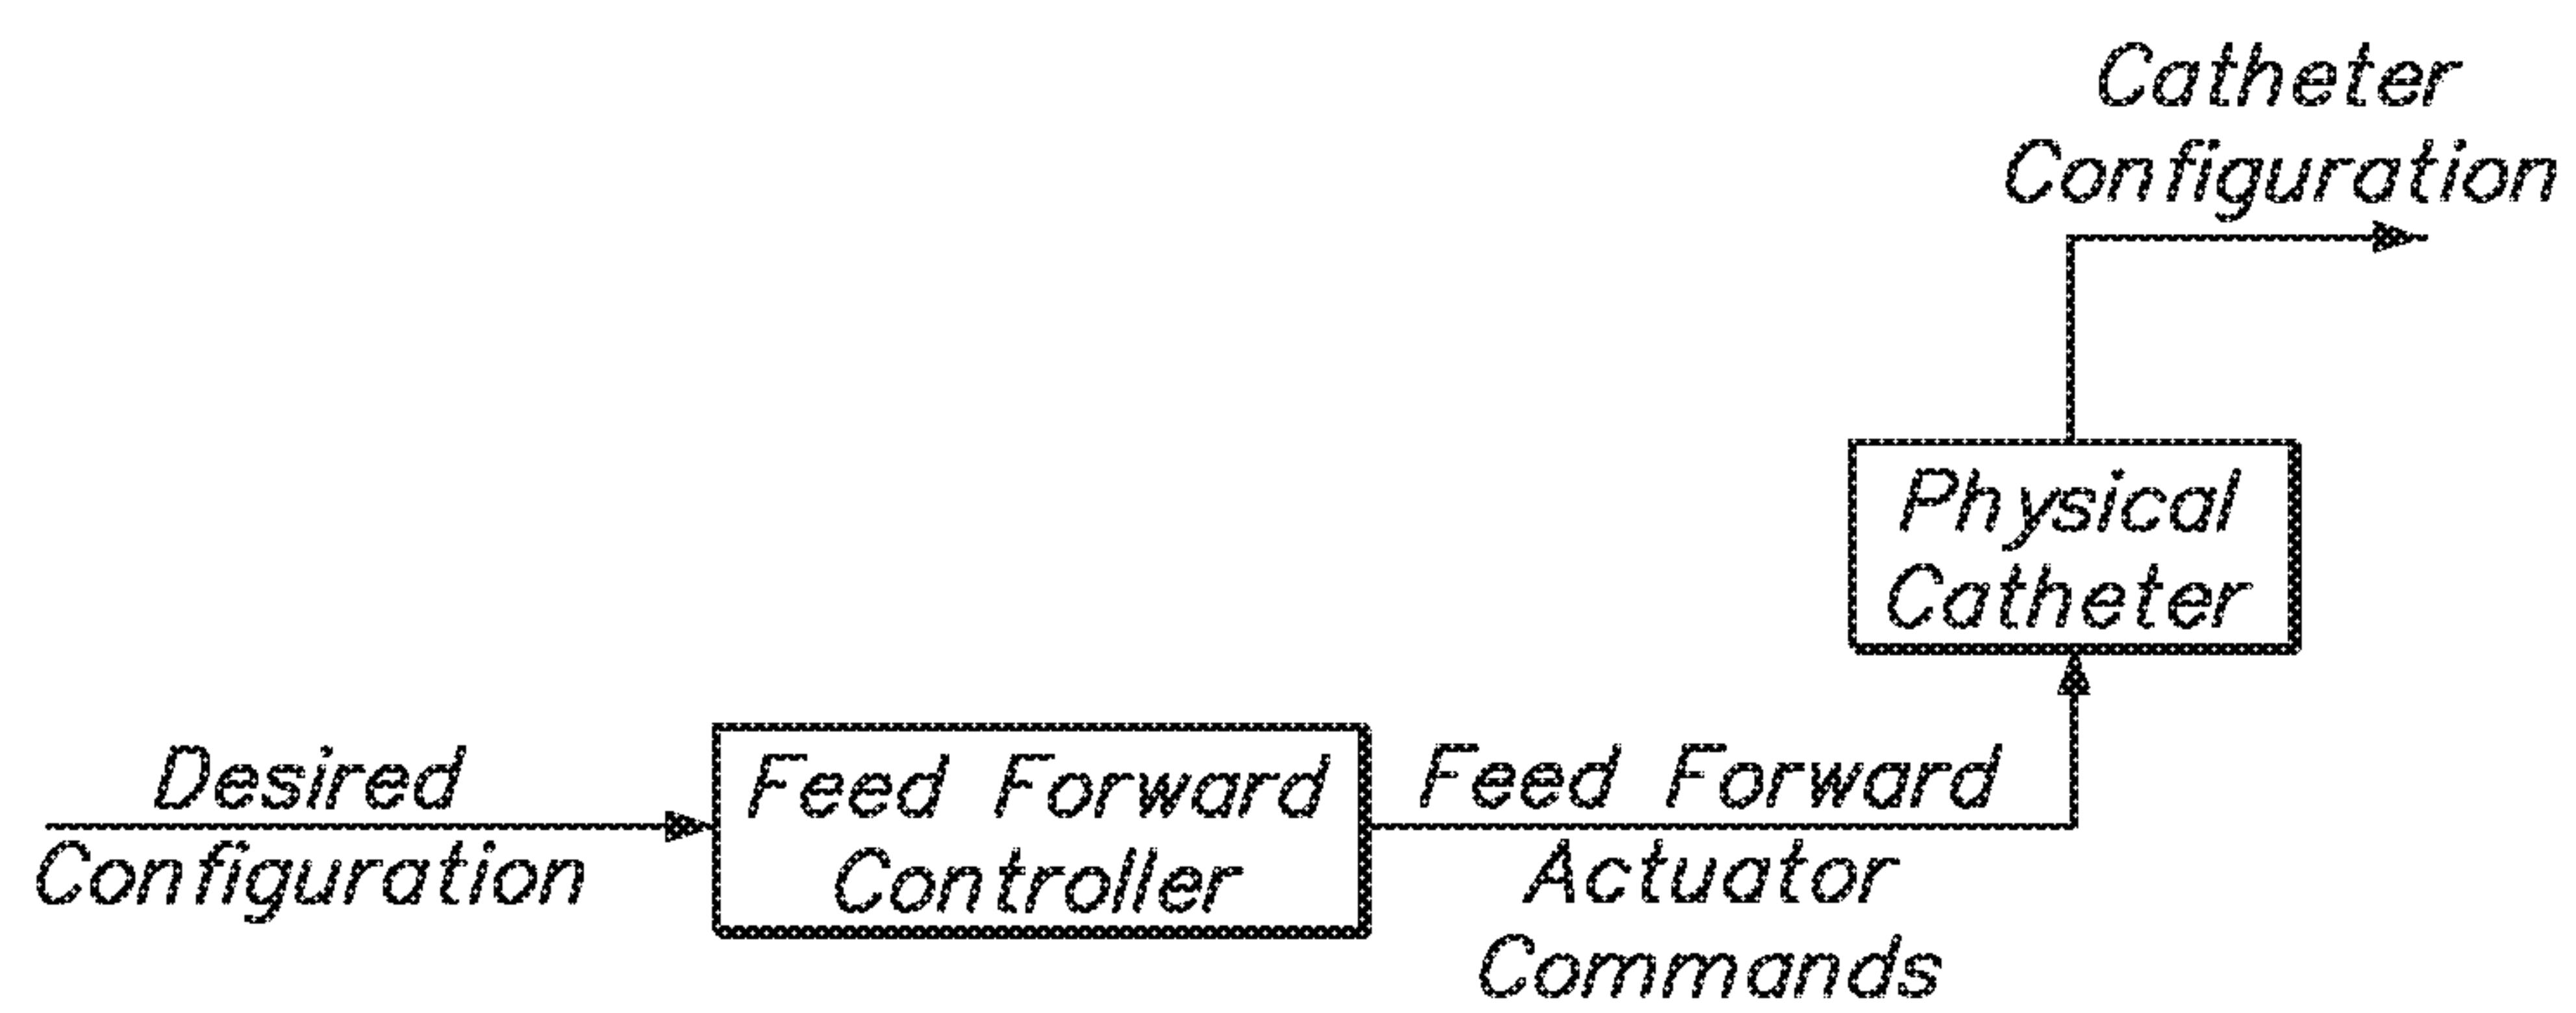 Catheter
Configuration
Physical
Catheter
Desired
Configuration
Feed Forward
Controller
Feed Forward
Actuator
Commands